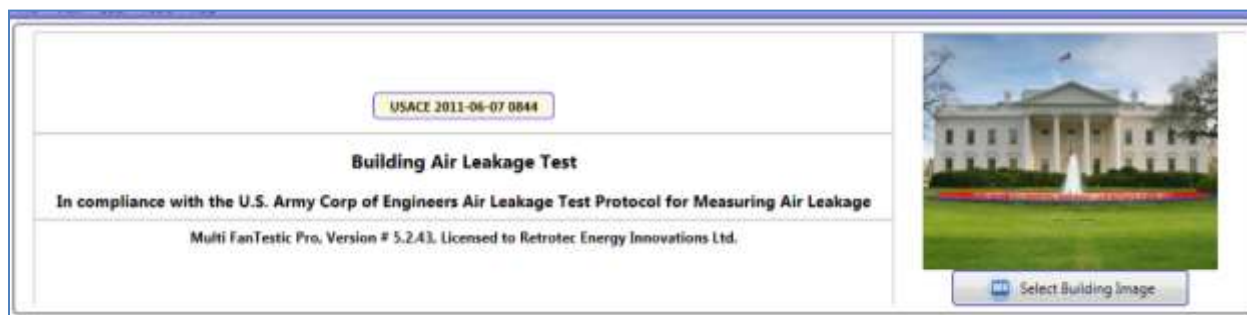 USACE 2011-06-07 0844
Building Air Leakage Test
In compliance with the U.S. Army Corp of Engineers Air Leakage Test Protocol for Measuring Air Leakage
Multi FanTestic Pro, Version # 5.2.43, Licensed to Retrotec Energy Innovations Ltd.
Select Building Image